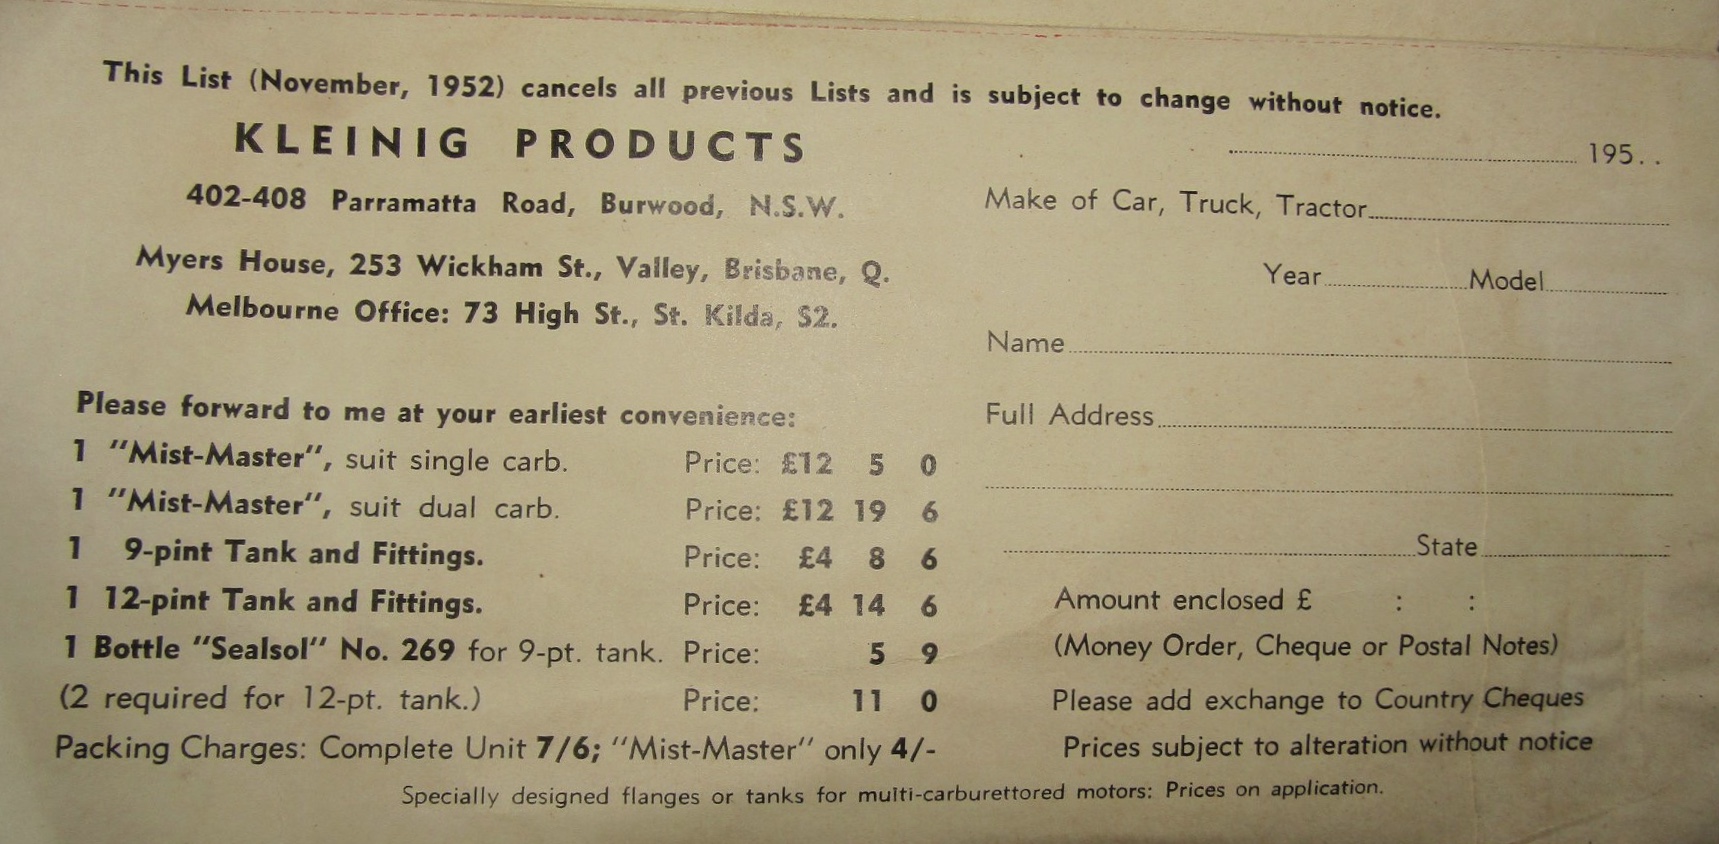 This List (November, 1952) cancels all previous Lists and is subject to change without notice.
KLEINIG PRODUCTS
402-408 Parramatta Road, Burwood, N.S.W.
Myers House, 253 Wickham St., Valley, Brisbane, Q.
Melbourne Office: 73 High St., St. Kilda, S2.
Please forward to me at your earliest convenience:
1 "Mist-Master", suit single carb. Price: £12 5 0
1 "Mist-Master", suit dual carb. Price: £12 19 6
1 9-pint Tank and Fittings. Price: £4 8 6
1 12-pint Tank and Fittings. Price: £4 14 6
1 Bottle "Sealsol" No. 269 for 9-pt. tank. Price: 5 9
(2 required for 12-pt. tank.) Price: 11 0
Packing Charges: Complete Unit 7/6; "Mist-Master" only 4/-
195..
Make of Car, Truck, Tractor
Year Model
Name
Full Address
State
Amount enclosed £ : :
(Money Order, Cheque or Postal Notes)
Please add exchange to Country Cheques
Prices subject to alteration without notice
Specially designed flanges or tanks for multi-carburettored motors: Prices on application.